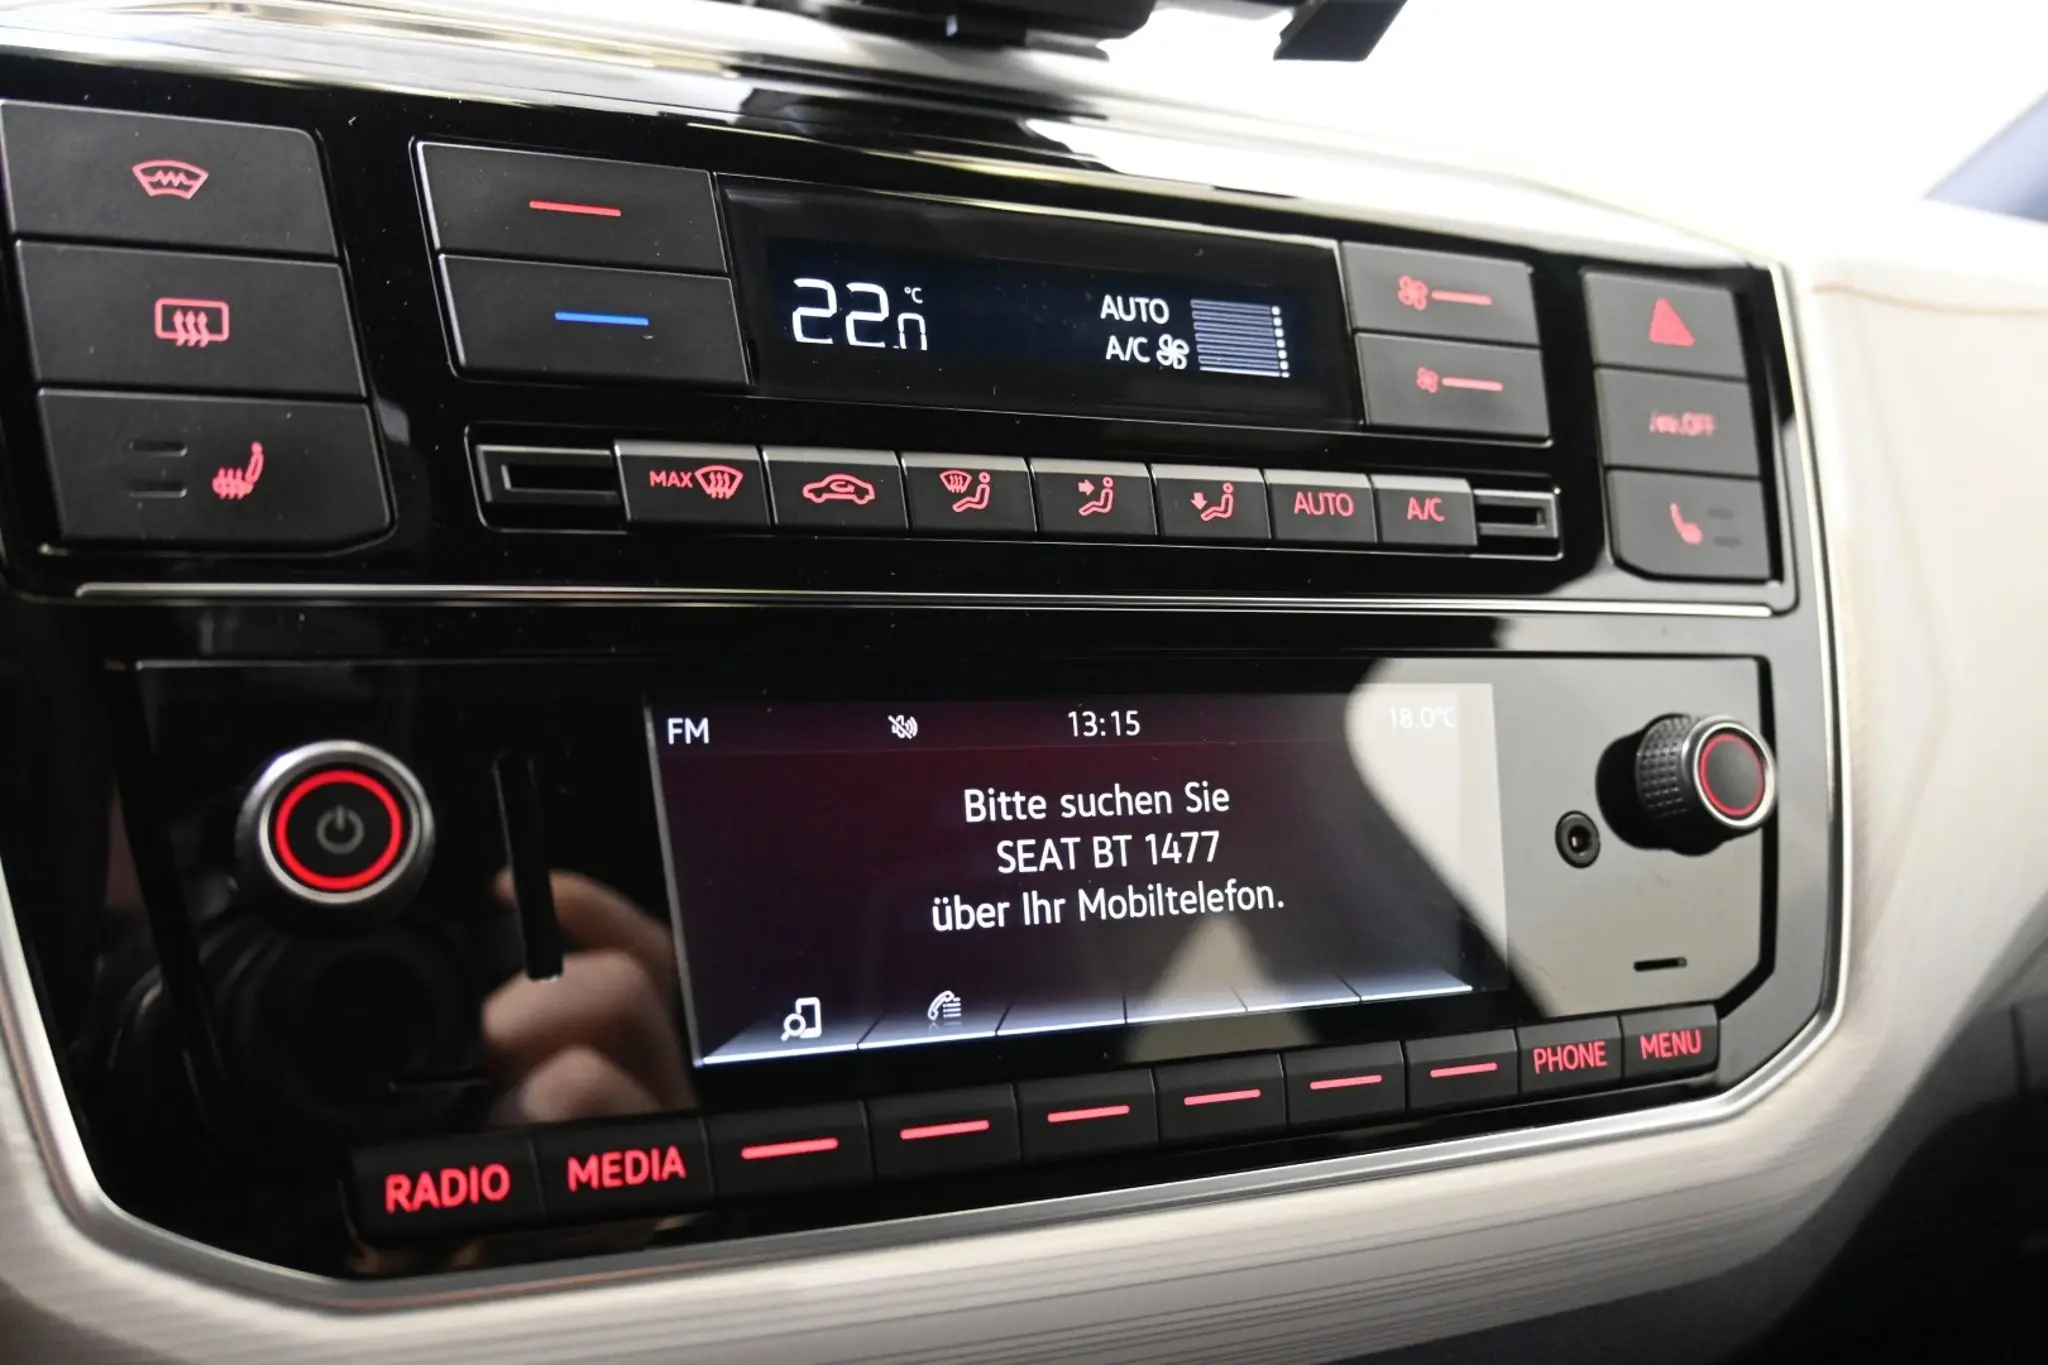 22.0 °C
AUTO
A/C
OFF
MAX
AUTO
A/C
FM
13:15
18.0°C
Bitte suchen Sie
SEAT BT 1477
über Ihr Mobiltelefon.
RADIO
MEDIA
PHONE
MENU